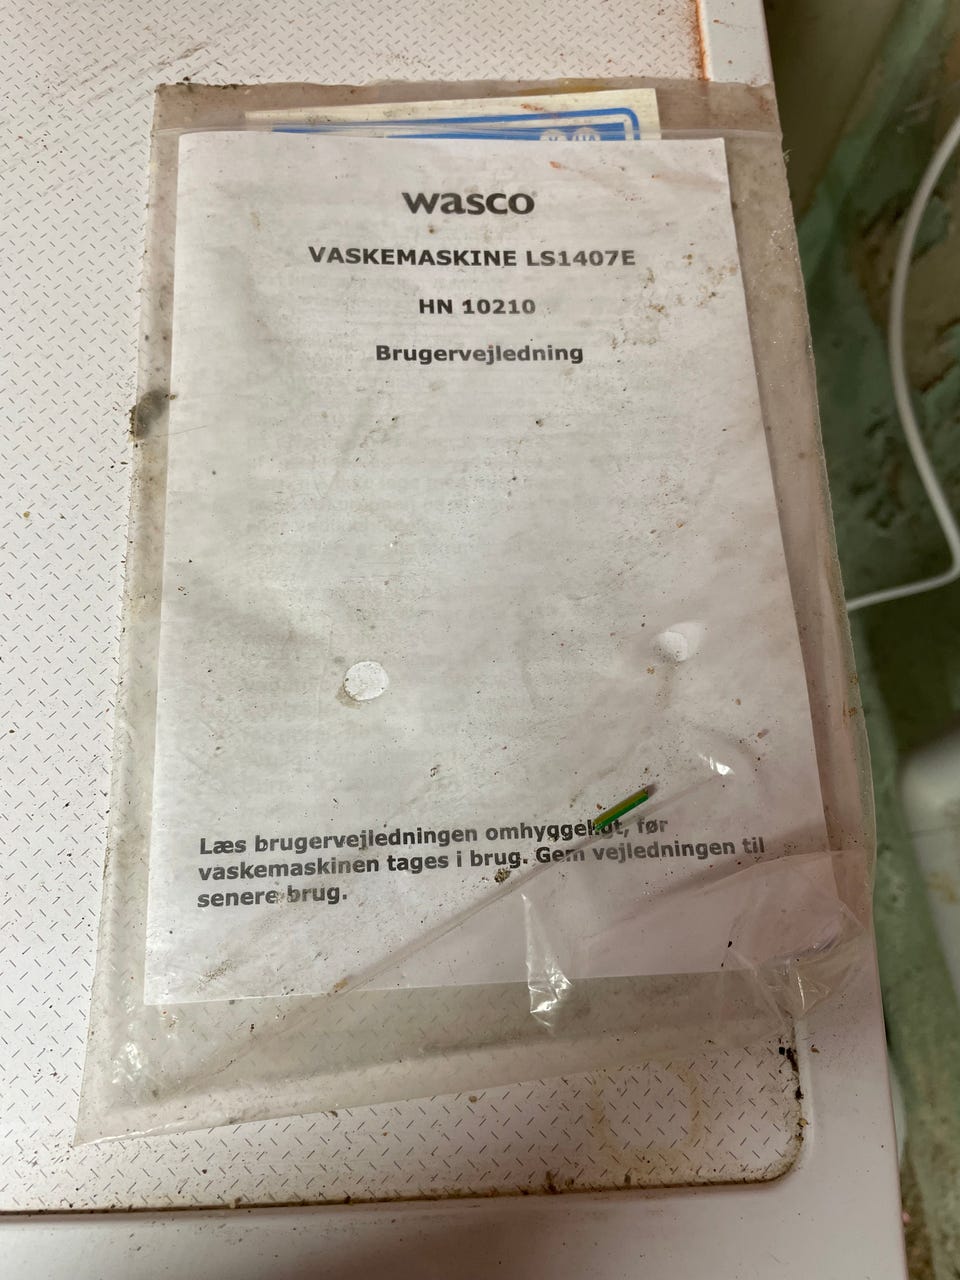 wasco
VASKEMASKINE LS1407E
HN 10210
Brugervejledning
Læs brugervejledningen omhyggeligt, før
vaskemaskinen tages i brug. Gem vejledningen til
senere brug.